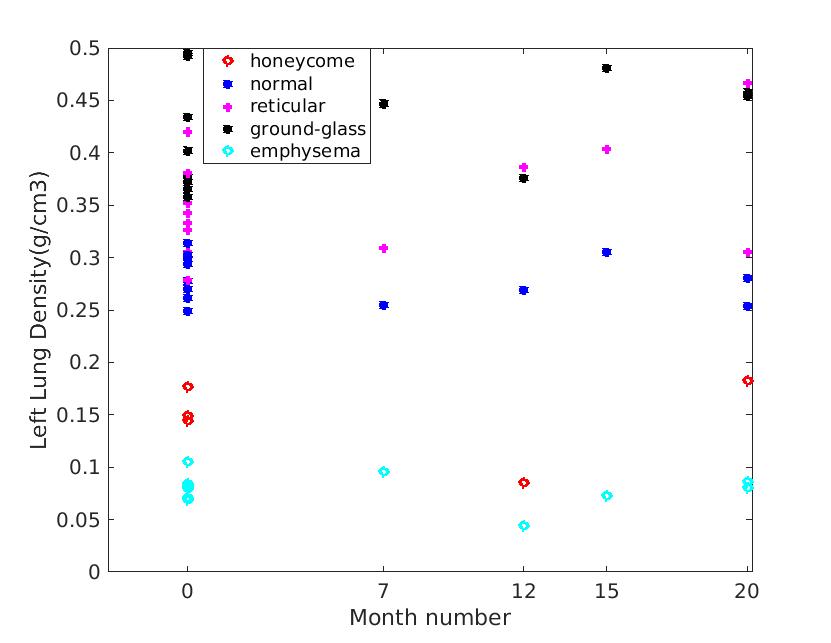 0.5
0.45
0.4
0.35
0.3
0.25
0.2
0.15
0.1
0.05
0
Left Lung Density(g/cm3)
honeycome
normal
reticular
ground-glass
emphysema
0 7 12 15 20
Month number